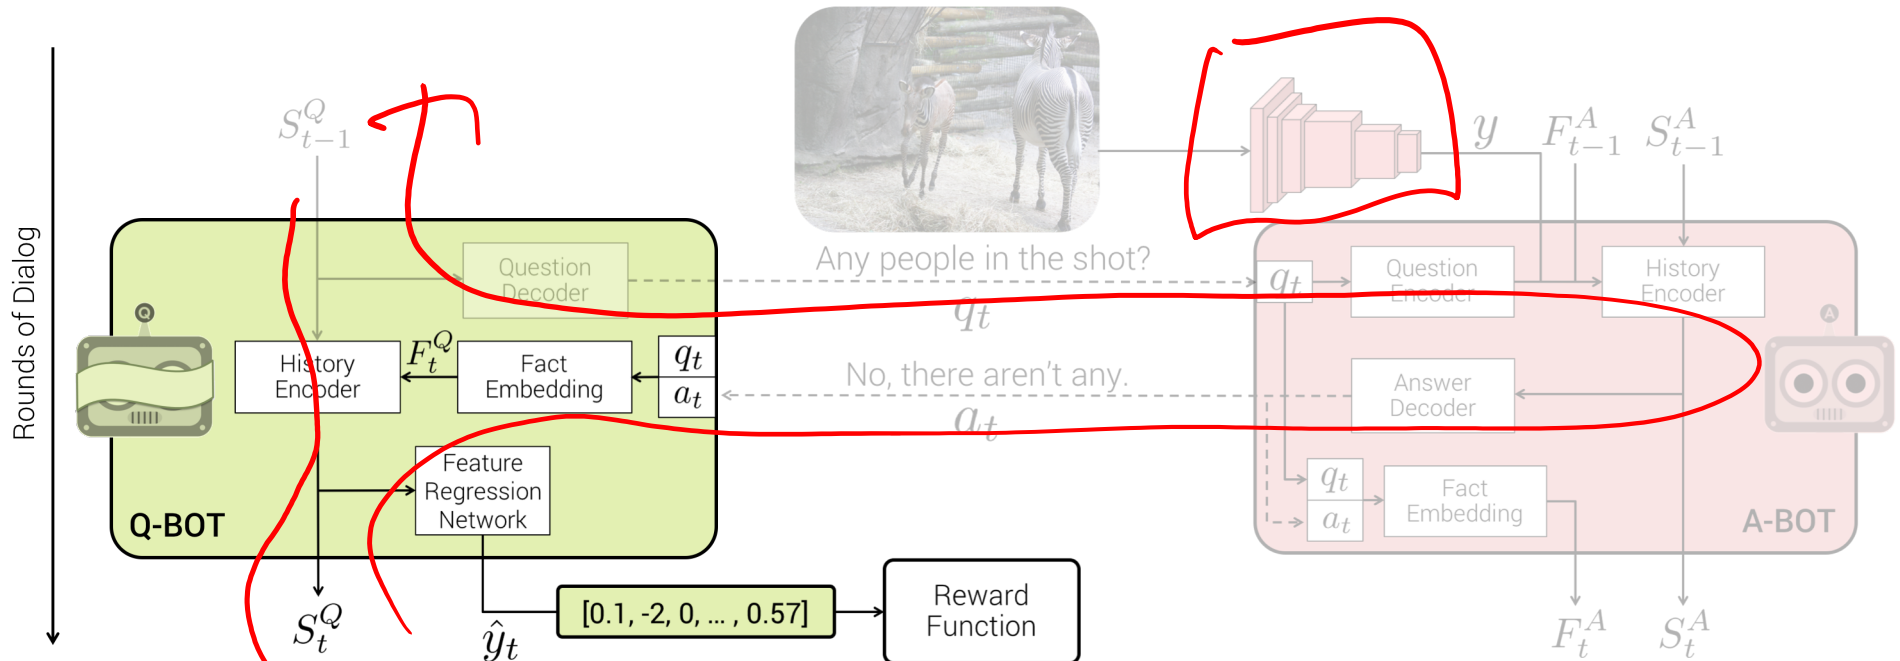 Rounds of Dialog
S^Q_{t-1}
y
F^A_{t-1}
S^A_{t-1}
Question
Decoder
Any people in the shot?
q_t
q_t
Question
Encoder
History
Encoder
Q
A
History
Encoder
F^Q_t
Fact
Embedding
q_t
a_t
No, there aren't any.
a_t
Answer
Decoder
Feature
Regression
Network
Q-BOT
q_t
a_t
Fact
Embedding
A-BOT
S^Q_t
ŷ_t
[0.1, -2, 0, ... , 0.57]
Reward
Function
F^A_t
S^A_t